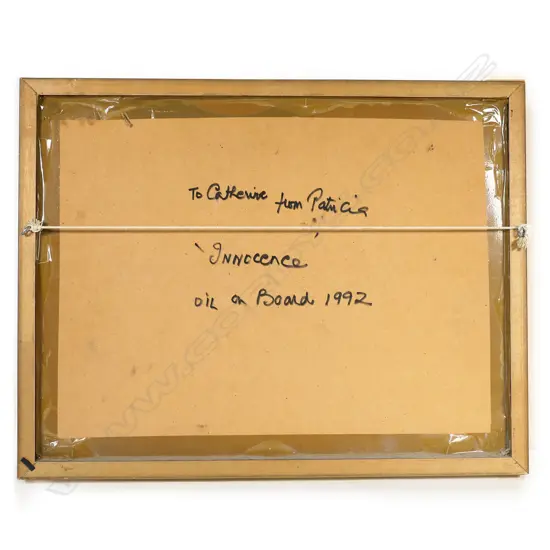 To Catherine from Patricia
'INNocence'
OIL on Board 1992